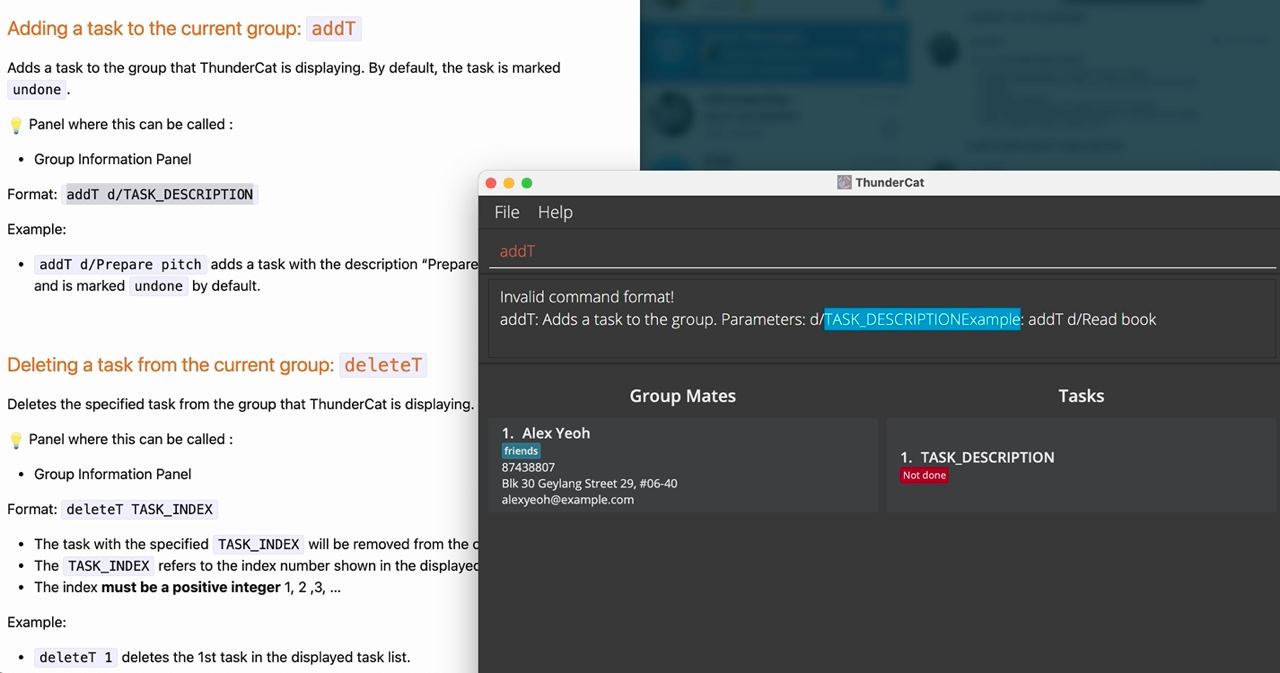 Adding a task to the current group: addT
Adds a task to the group that ThunderCat is displaying. By default, the task is marked
undone.
Panel where this can be called :
• Group Information Panel
Format: addT d/TASK_DESCRIPTION
Example:
• addT d/Prepare pitch adds a task with the description “Prepare
and is marked undone by default.
Deleting a task from the current group: deleteT
Deletes the specified task from the group that ThunderCat is displaying.
Panel where this can be called :
• Group Information Panel
Format: deleteT TASK_INDEX
• The task with the specified TASK_INDEX will be removed from the
• The TASK_INDEX refers to the index number shown in the displayed
• The index must be a positive integer 1, 2 ,3, ...
Example:
• deleteT 1 deletes the 1st task in the displayed task list.
ThunderCat
File Help
addT
Invalid command format!
addT: Adds a task to the group. Parameters: d/TASK_DESCRIPTIONExample: addT d/Read book
Group Mates
1. Alex Yeoh
friends
87438807
Blk 30 Geylang Street 29, #06-40
alexyeoh@example.com
Tasks
1. TASK_DESCRIPTION
Not done